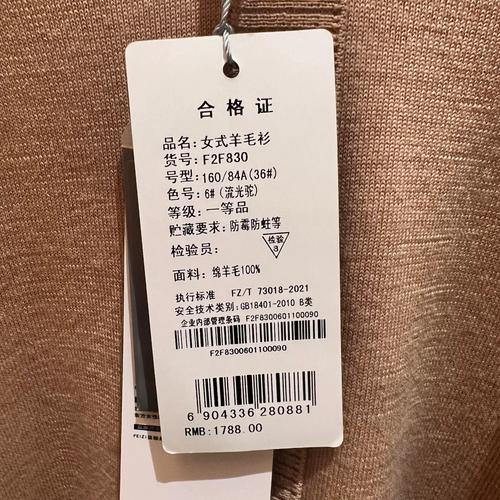 合格证
品名:女式羊毛衫
货号:F2F830
号型:160/84A(36#)
色号:6#(流光驼)
等级:一等品
贮藏要求:防霉防蛀等
检验员:
检验
8
面料:绵羊毛100%
执行标准 FZ/T 73018-2021
安全技术类别:GB18401-2010 B类
企业内部管理条码 F2F8300601100090
F2F8300601100090
6 904336 280881
RMB:1788.00